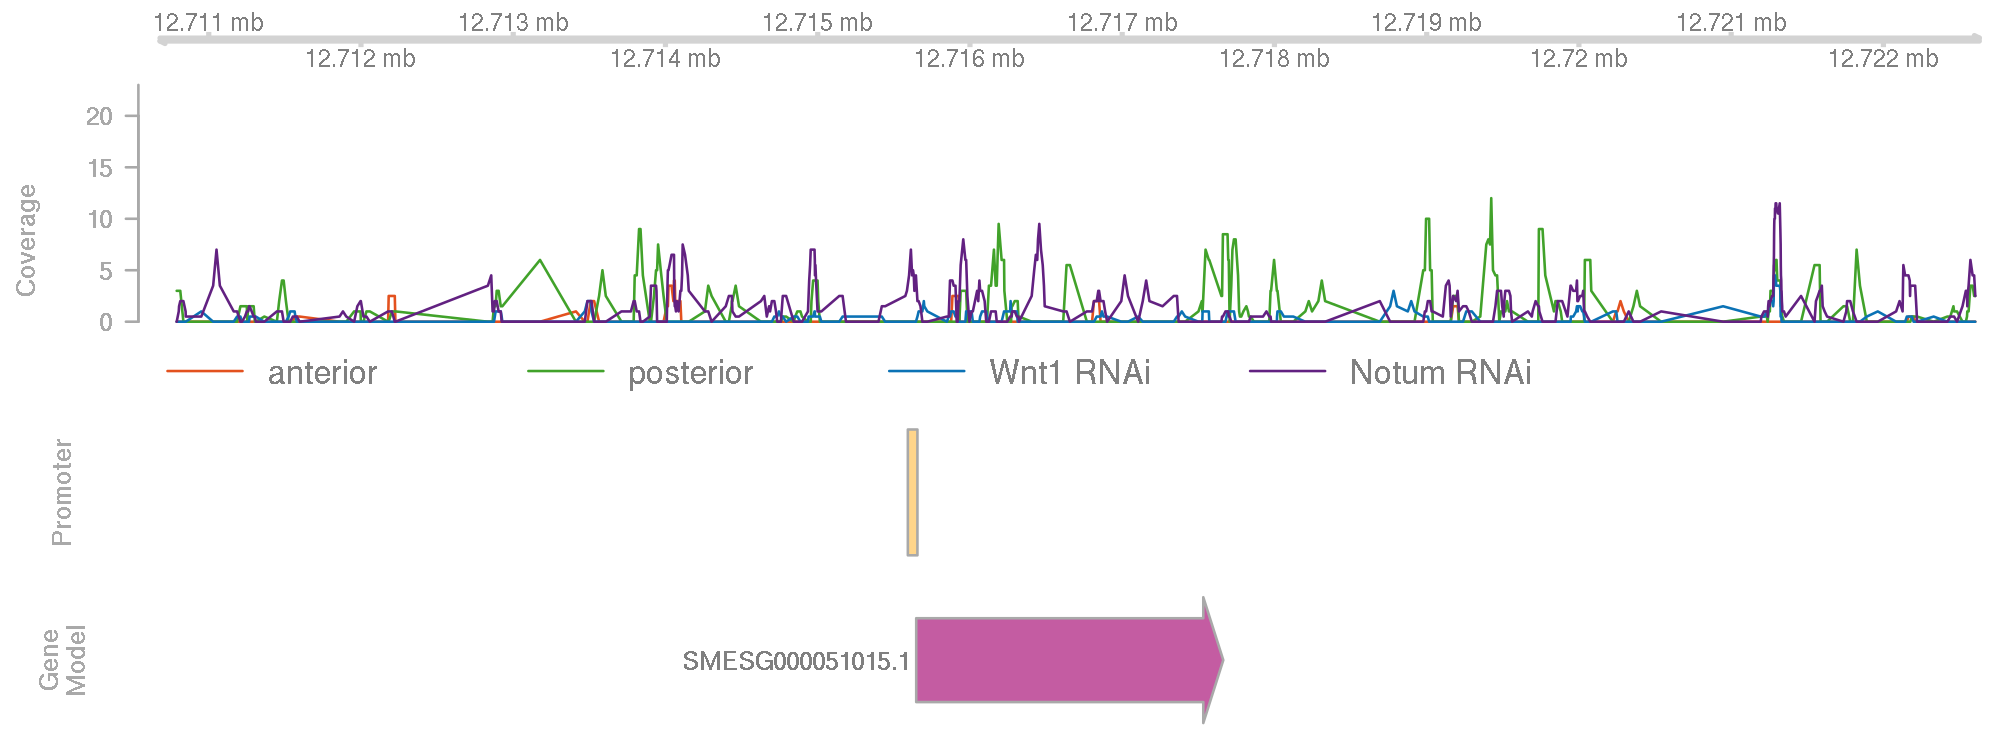 12.711 mb 12.713 mb 12.715 mb 12.717 mb 12.719 mb 12.721 mb
12.712 mb 12.714 mb 12.716 mb 12.718 mb 12.72 mb 12.722 mb
Coverage
20
15
10
5
0
anterior posterior Wnt1 RNAi Notum RNAi
Promoter
Gene
Model
SMESG000051015.1